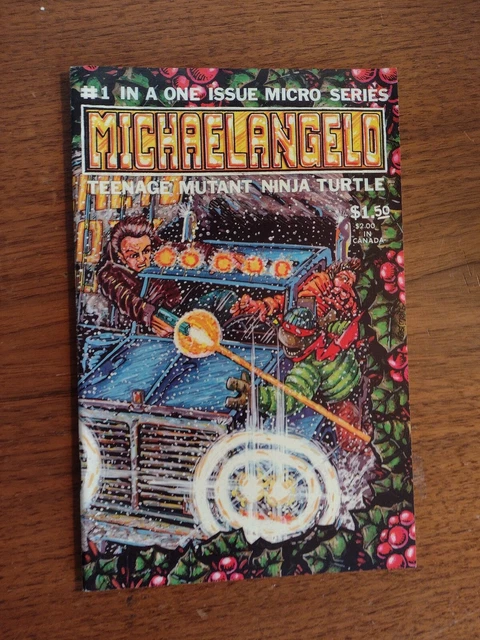 #1 IN A ONE ISSUE MICRO SERIES
MICHAELANGELO
TEENAGE MUTANT NINJA TURTLE
$1.50
$2.00
IN
CANADA